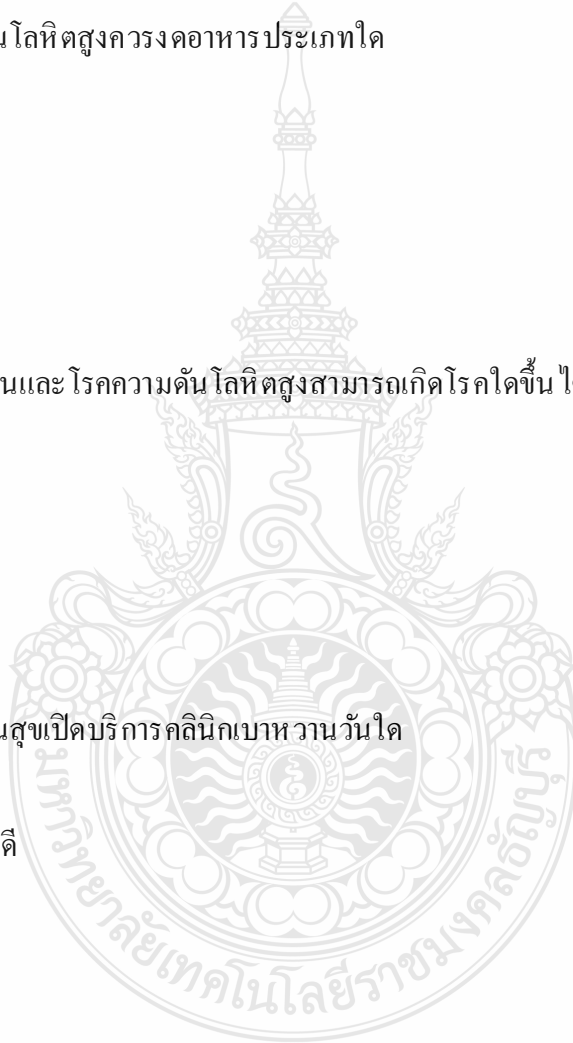 นโลหิตสูงควรงดอาหารประเภทใด
นและโรคความดันโลหิตสูงสามารถเกิดโรคใดขึ้นได้
นสุขเปิดบริการคลินิกเบาหวานวันใด
ดี
มหาวิทยาลัยเทคโนโลยีราชมงคลธัญบุรี